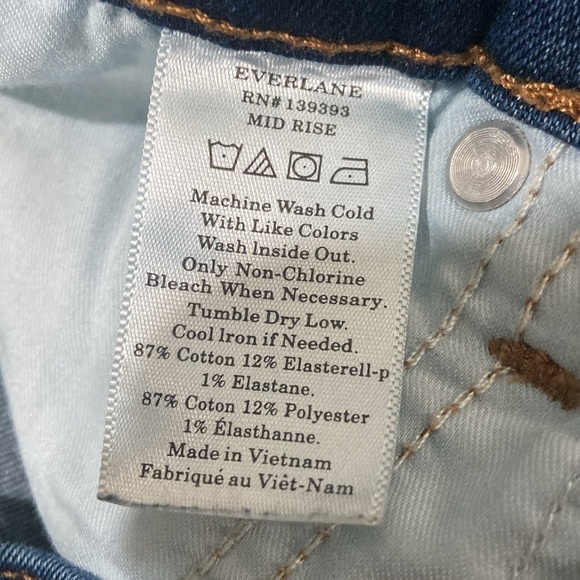 EVERLANE
RN# 139393
MID RISE
Machine Wash Cold
With Like Colors
Wash Inside Out.
Only Non-Chlorine
Bleach When Necessary.
Tumble Dry Low.
Cool Iron if Needed.
87% Cotton 12% Elasterell-p
1% Elastane.
87% Coton 12% Polyester
1% Élasthanne.
Made in Vietnam
Fabriqué au Viêt-Nam